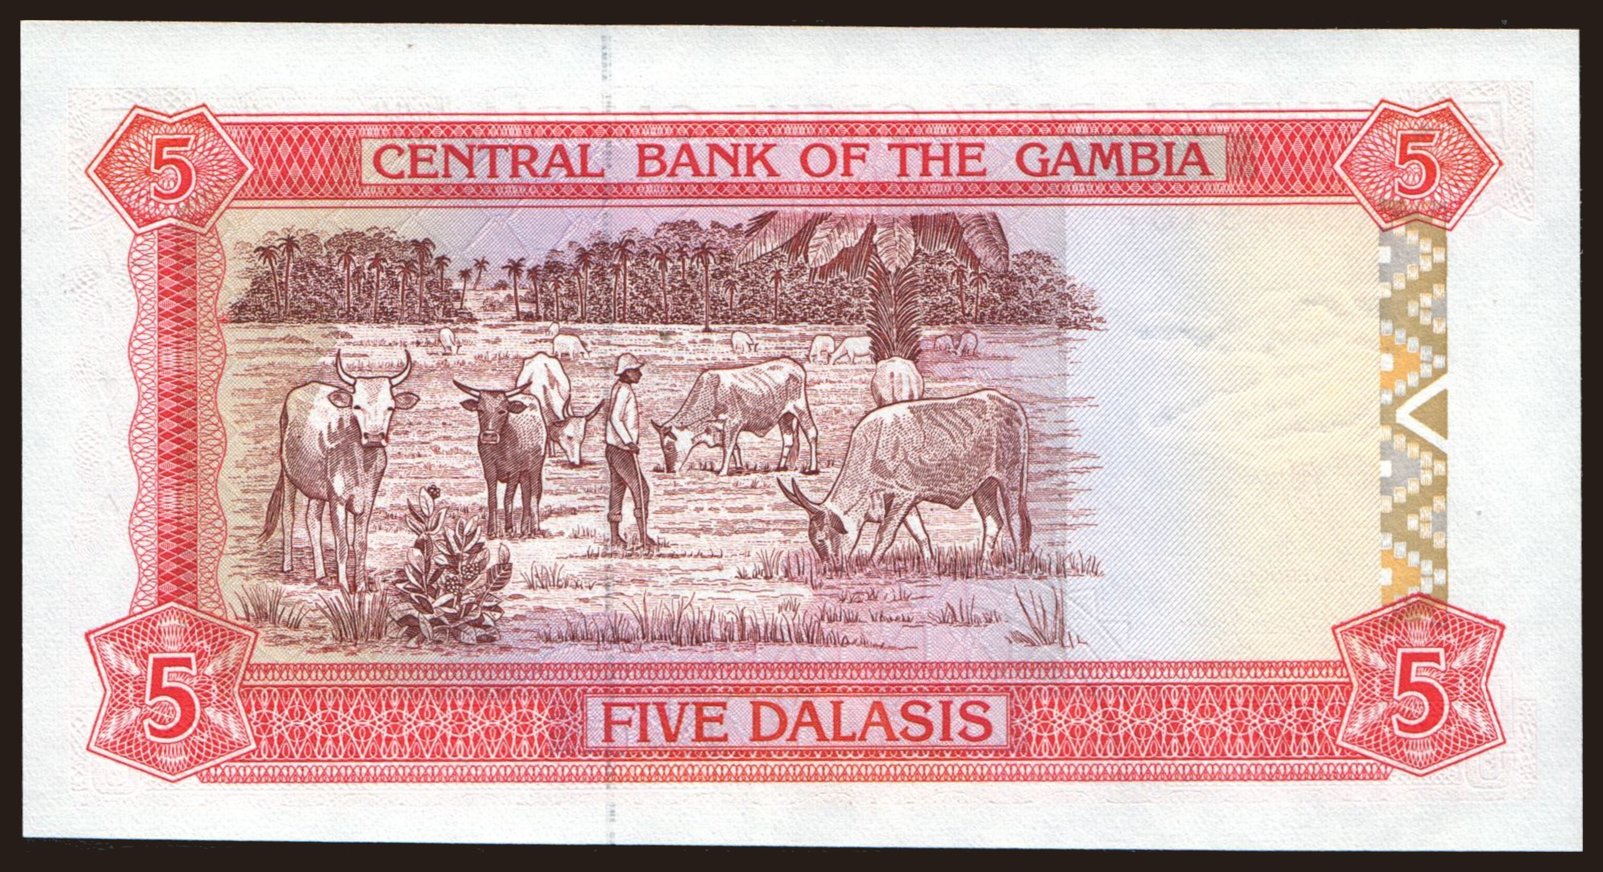 5 CENTRAL BANK OF THE GAMBIA 5
5 FIVE DALASIS 5